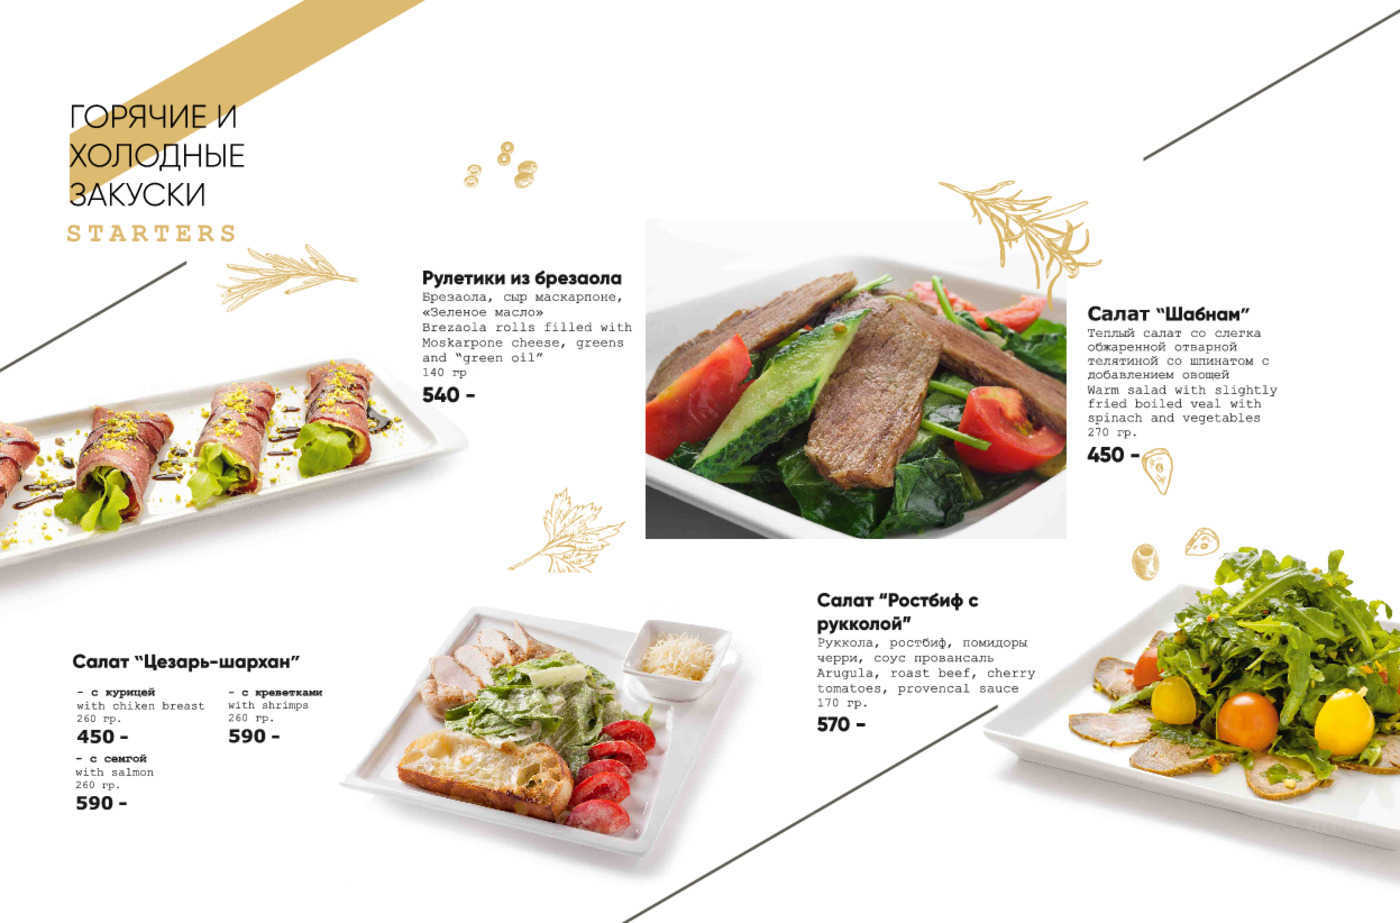 ГОРЯЧИЕ И
ХОЛОДНЫЕ
ЗАКУСКИ
STARTERS
Рулетики из брезаола
Брезаола, сыр маскарпоне,
«Зеленое масло»
Brezaola rolls filled with
Moskarpone cheese, greens
and “green oil”
140 гр
540 -
Салат “Шабнам”
Теплый салат со слегка
обжаренной отварной
телятиной со шпинатом с
добавлением овощей
Warm salad with slightly
fried boiled veal with
spinach and vegetables
270 гр.
450 -
Салат “Цезарь-шархан”
- с курицей
with chiken breast
260 гр.
450 -
- с креветками
with shrimps
260 гр.
590 -
- с семгой
with salmon
260 гр.
590 -
Салат “Ростбиф с
рукколой”
Руккола, ростбиф, помидоры
черри, соус провансаль
Arugula, roast beef, cherry
tomatoes, provencal sauce
170 гр.
570 -